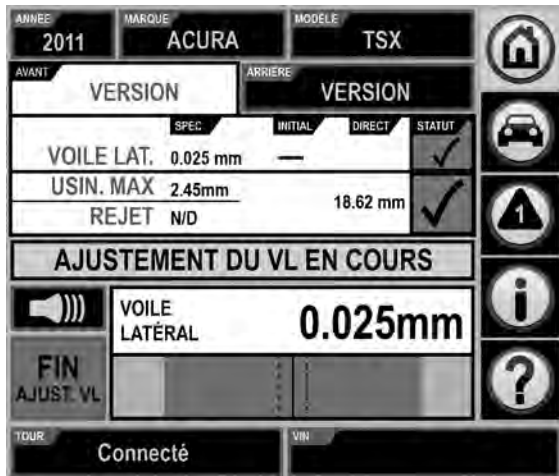 ANNÉE MARQUE MODÈLE
2011 ACURA TSX
AVANT ARRIÈRE
VERSION VERSION
SPEC INITIAL DIRECT STATUT
VOILE LAT. 0.025 mm —
USIN. MAX 2.45mm
18.62 mm
REJET N/D
1
AJUSTEMENT DU VL EN COURS
VOILE
LATÉRAL
0.025mm
FIN
AJUST. VL
TOUR VIN
Connecté